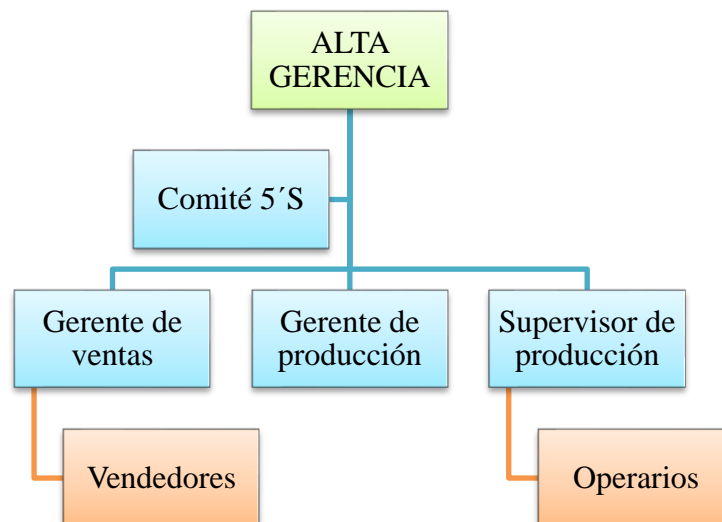 ALTA
GERENCIA
Comité 5´S
Gerente de
ventas
Gerente de
producción
Supervisor de
producción
Vendedores
Operarios